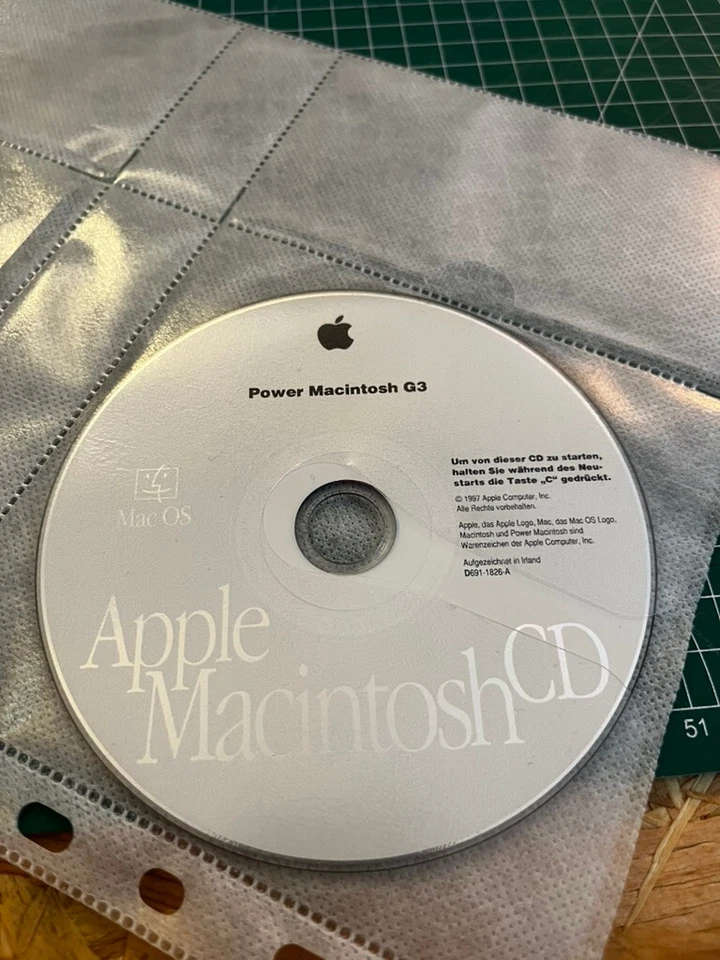 Power Macintosh G3
Um von dieser CD zu starten,
halten Sie während des Neu-
starts die Taste „C“ gedrückt.
© 1997 Apple Computer, Inc.
Alle Rechte vorbehalten.
Apple, das Apple Logo, Mac, das Mac OS Logo,
Macintosh und Power Macintosh sind
Warenzeichen der Apple Computer, Inc.
Aufgezeichnet in Irland
D691-1826-A
Mac OS
Apple
Macintosh CD
51